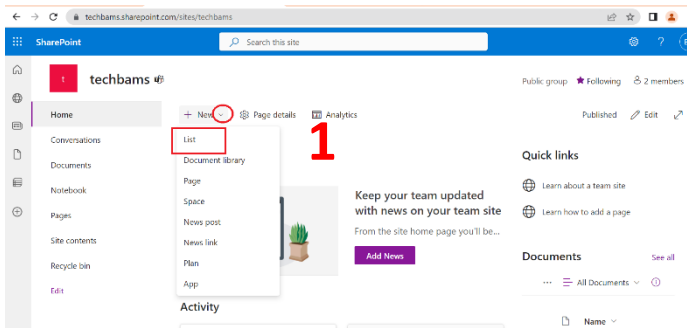 techbams.sharepoint.com/sites/techbams
SharePoint
Search this site
?
t
techbams
Public group
Following
2 members
Home
Conversations
Documents
Notebook
Pages
Site contents
Recycle bin
Edit
+ New
Page details
Analytics
Published
Edit
List
Document library
Page
Space
News post
News link
Plan
App
1
Keep your team updated
with news on your team site
From the site home page you'll be...
Add News
Activity
Quick links
Learn about a team site
Learn how to add a page
Documents
See all
... All Documents
Name